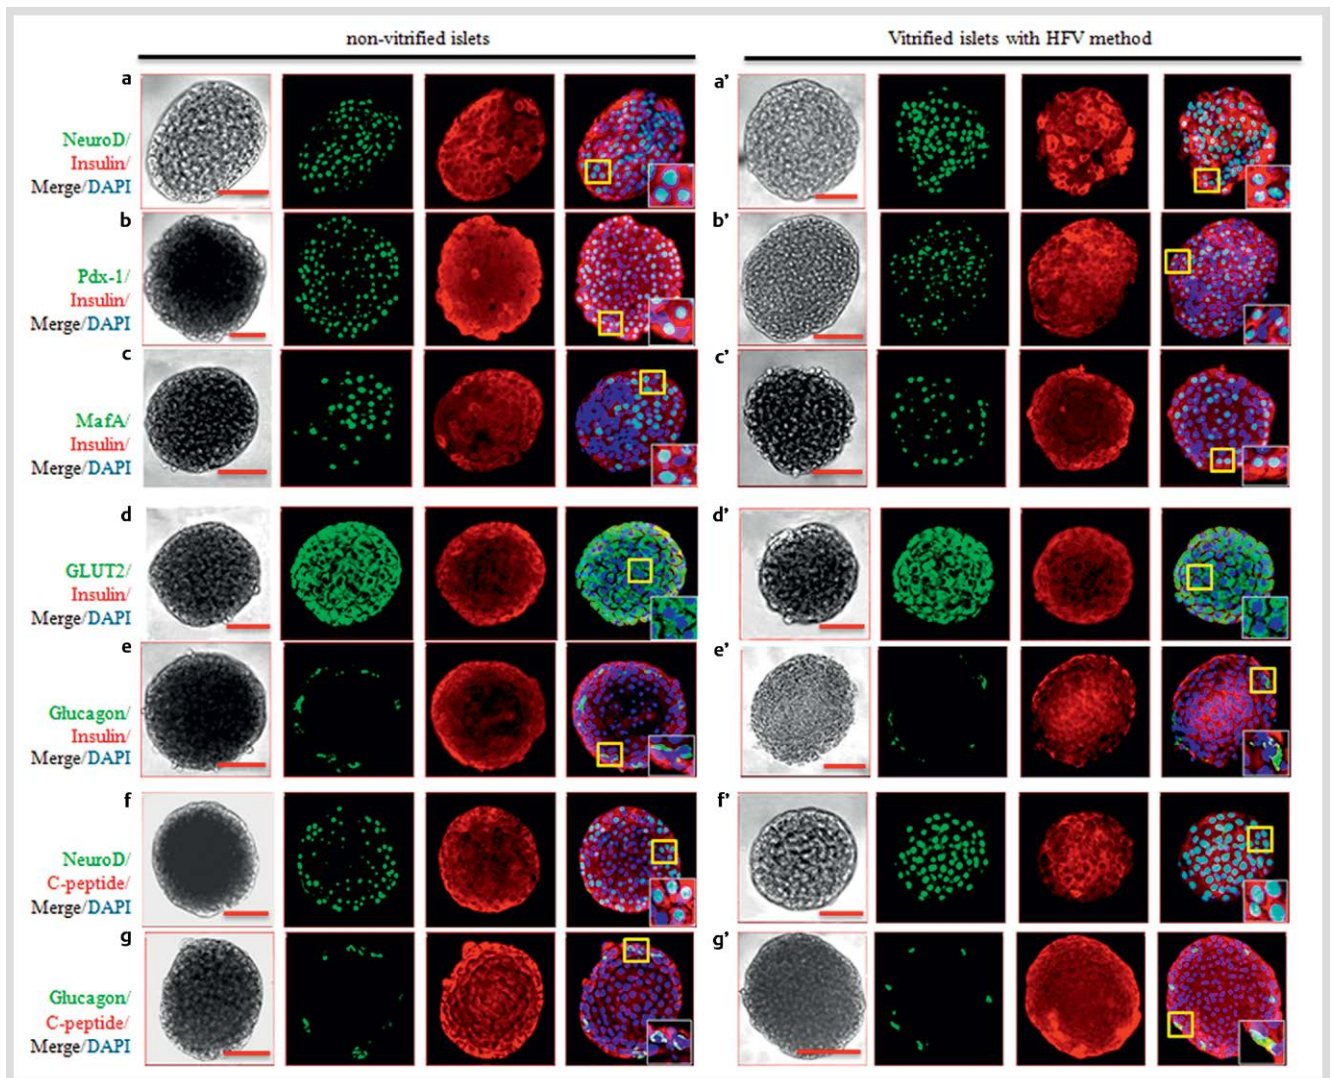 non-vitrified islets
Vitrified islets with HFV method
a
a’
NeuroD/
Insulin/
Merge/DAPI
b
b’
Pdx-1/
Insulin/
Merge/DAPI
c
c’
MafA/
Insulin/
Merge/DAPI
d
d’
GLUT2/
Insulin/
Merge/DAPI
e
e’
Glucagon/
Insulin/
Merge/DAPI
f
f’
NeuroD/
C-peptide/
Merge/DAPI
g
g’
Glucagon/
C-peptide/
Merge/DAPI